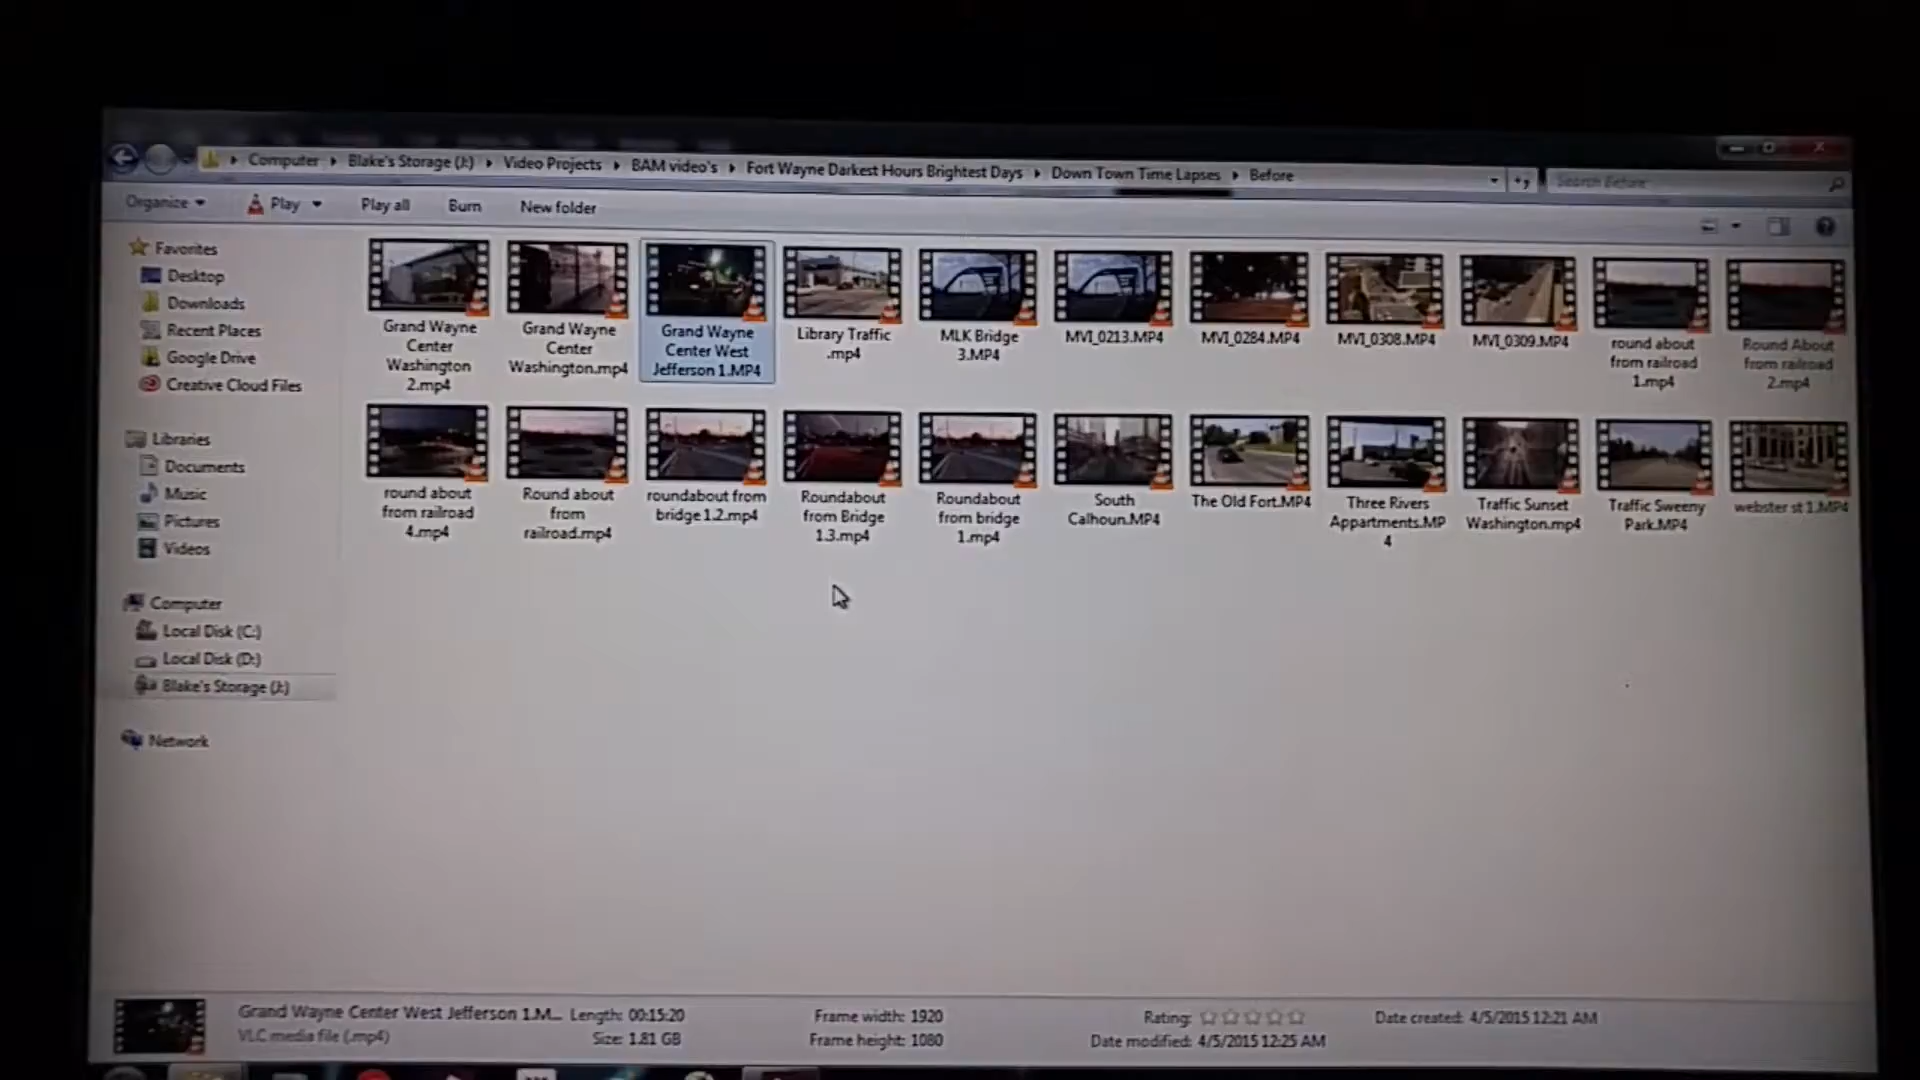 Computer ▸ Blake's Storage (J:) ▸ Video Projects ▸ BAM video's ▸ Fort Wayne Darkest Hours Brightest Days ▸ Down Town Time Lapses ▸ Before
Search Before
Organize
Play
Play all
Burn
New folder
Favorites
Desktop
Downloads
Recent Places
Google Drive
Creative Cloud Files
Libraries
Documents
Music
Pictures
Videos
Computer
Local Disk (C:)
Local Disk (D:)
Blake's Storage (J:)
Network
Grand Wayne
Center
Washington
2.mp4
Grand Wayne
Center
Washington.mp4
Grand Wayne
Center West
Jefferson 1.MP4
Library Traffic
.mp4
MLK Bridge
3.MP4
MVI_0213.MP4
MVI_0284.MP4
MVI_0308.MP4
MVI_0309.MP4
round about
from railroad
1.mp4
Round About
from railroad
2.mp4
round about
from railroad
4.mp4
Round about
from
railroad.mp4
roundabout from
bridge 1.2.mp4
Roundabout
from Bridge
1.3.mp4
Roundabout
from bridge
1.mp4
South
Calhoun.MP4
The Old Fort.MP4
Three Rivers
Appartments.MP
4
Traffic Sunset
Washington.mp4
Traffic Sweeny
Park.MP4
webster st 1.MP4
Grand Wayne Center West Jefferson 1.M...
VLC media file (.mp4)
Length: 00:15:20
Size: 1.81 GB
Frame width: 1920
Frame height: 1080
Rating:
Date modified: 4/5/2015 12:25 AM
Date created: 4/5/2015 12:21 AM